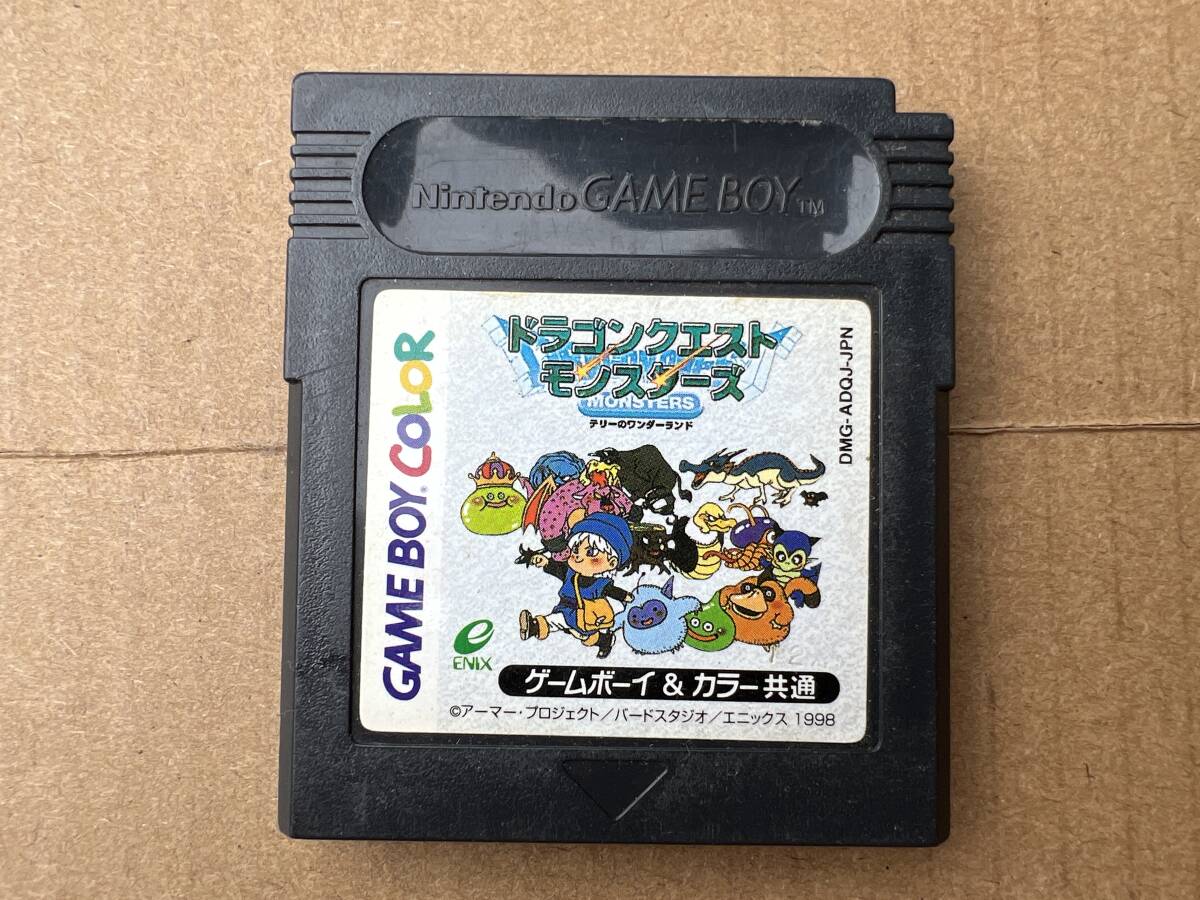 Nintendo GAME BOY TM
GAME BOY COLOR
ドラゴンクエスト
モンスターズ
MONSTERS
テリーのワンダーランド
DMG-ADQJ-JPN
ENIX
ゲームボーイ & カラー共通
©アーマー・プロジェクト/バードスタジオ/エニックス 1998